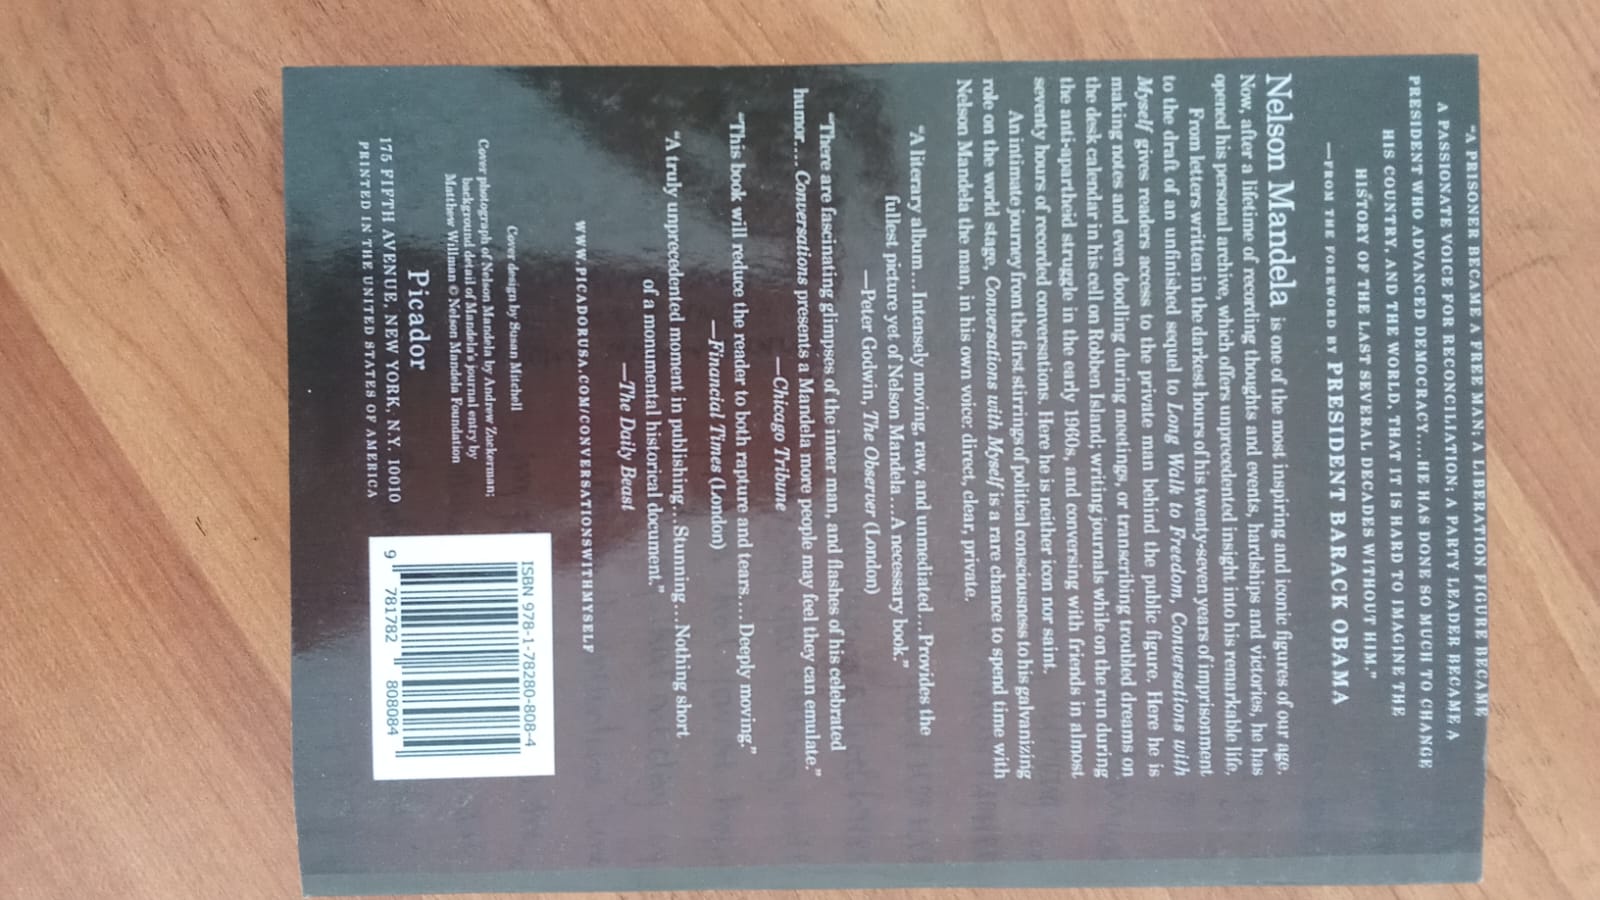 "A PRISONER BECAME A FREE MAN; A LIBERATION FIGURE BECAME
A PASSIONATE VOICE FOR RECONCILIATION; A PARTY LEADER BECAME A
PRESIDENT WHO ADVANCED DEMOCRACY....HE HAS DONE SO MUCH TO CHANGE
HIS COUNTRY, AND THE WORLD, THAT IT IS HARD TO IMAGINE THE
HISTORY OF THE LAST SEVERAL DECADES WITHOUT HIM."
—FROM THE FOREWORD BY PRESIDENT BARACK OBAMA
Nelson Mandela is one of the most inspiring and iconic figures of our age.
Now, after a lifetime of recording thoughts and events, hardships and victories, he has
opened his personal archive, which offers unprecedented insight into his remarkable life.
From letters written in the darkest hours of his twenty-seven years of imprisonment
to the draft of an unfinished sequel to Long Walk to Freedom, Conversations with
Myself gives readers access to the private man behind the public figure. Here he is
making notes and even doodling during meetings, or transcribing troubled dreams on
the desk calendar in his cell on Robben Island; writing journals while on the run during
the anti-apartheid struggle in the early 1960s, and conversing with friends in almost
seventy hours of recorded conversations. Here he is neither icon nor saint.
An intimate journey from the first stirrings of political consciousness to his galvanizing
role on the world stage, Conversations with Myself is a rare chance to spend time with
Nelson Mandela the man, in his own voice: direct, clear, private.
"A literary album....Intensely moving, raw, and unmediated....Provides the
fullest picture yet of Nelson Mandela....A necessary book."
—Peter Godwin, The Observer (London)
"There are fascinating glimpses of the inner man, and flashes of his celebrated
humor.... Conversations presents a Mandela more people may feel they can emulate."
—Chicago Tribune
"This book will reduce the reader to both rapture and tears....Deeply moving."
—Financial Times (London)
"A truly unprecedented moment in publishing....Stunning....Nothing short
of a monumental historical document."
—The Daily Beast
WWW.PICADORUSA.COM/CONVERSATIONSWITHMYSELF
Cover design by Susan Mitchell
Cover photograph of Nelson Mandela by Andrew Zuckerman;
background detail of Mandela's journal entry by
Matthew Willman © Nelson Mandela Foundation
Picador
175 FIFTH AVENUE, NEW YORK, N.Y. 10010
PRINTED IN THE UNITED STATES OF AMERICA
ISBN 978-1-78280-808-4
9 781782 808084